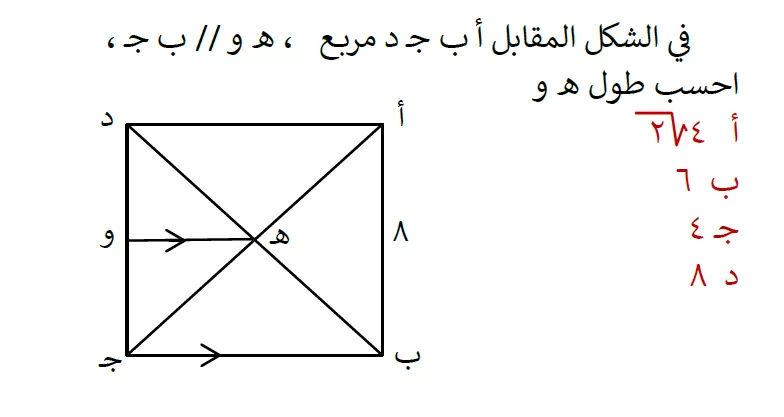 في الشكل المقابل أ ب جـ د مربع ، هـ و // ب جـ ،
احسب طول هـ و
أ ٤√٢
ب ٦
جـ ٤
د ٨
د
أ
و
هـ
٨
جـ
ب